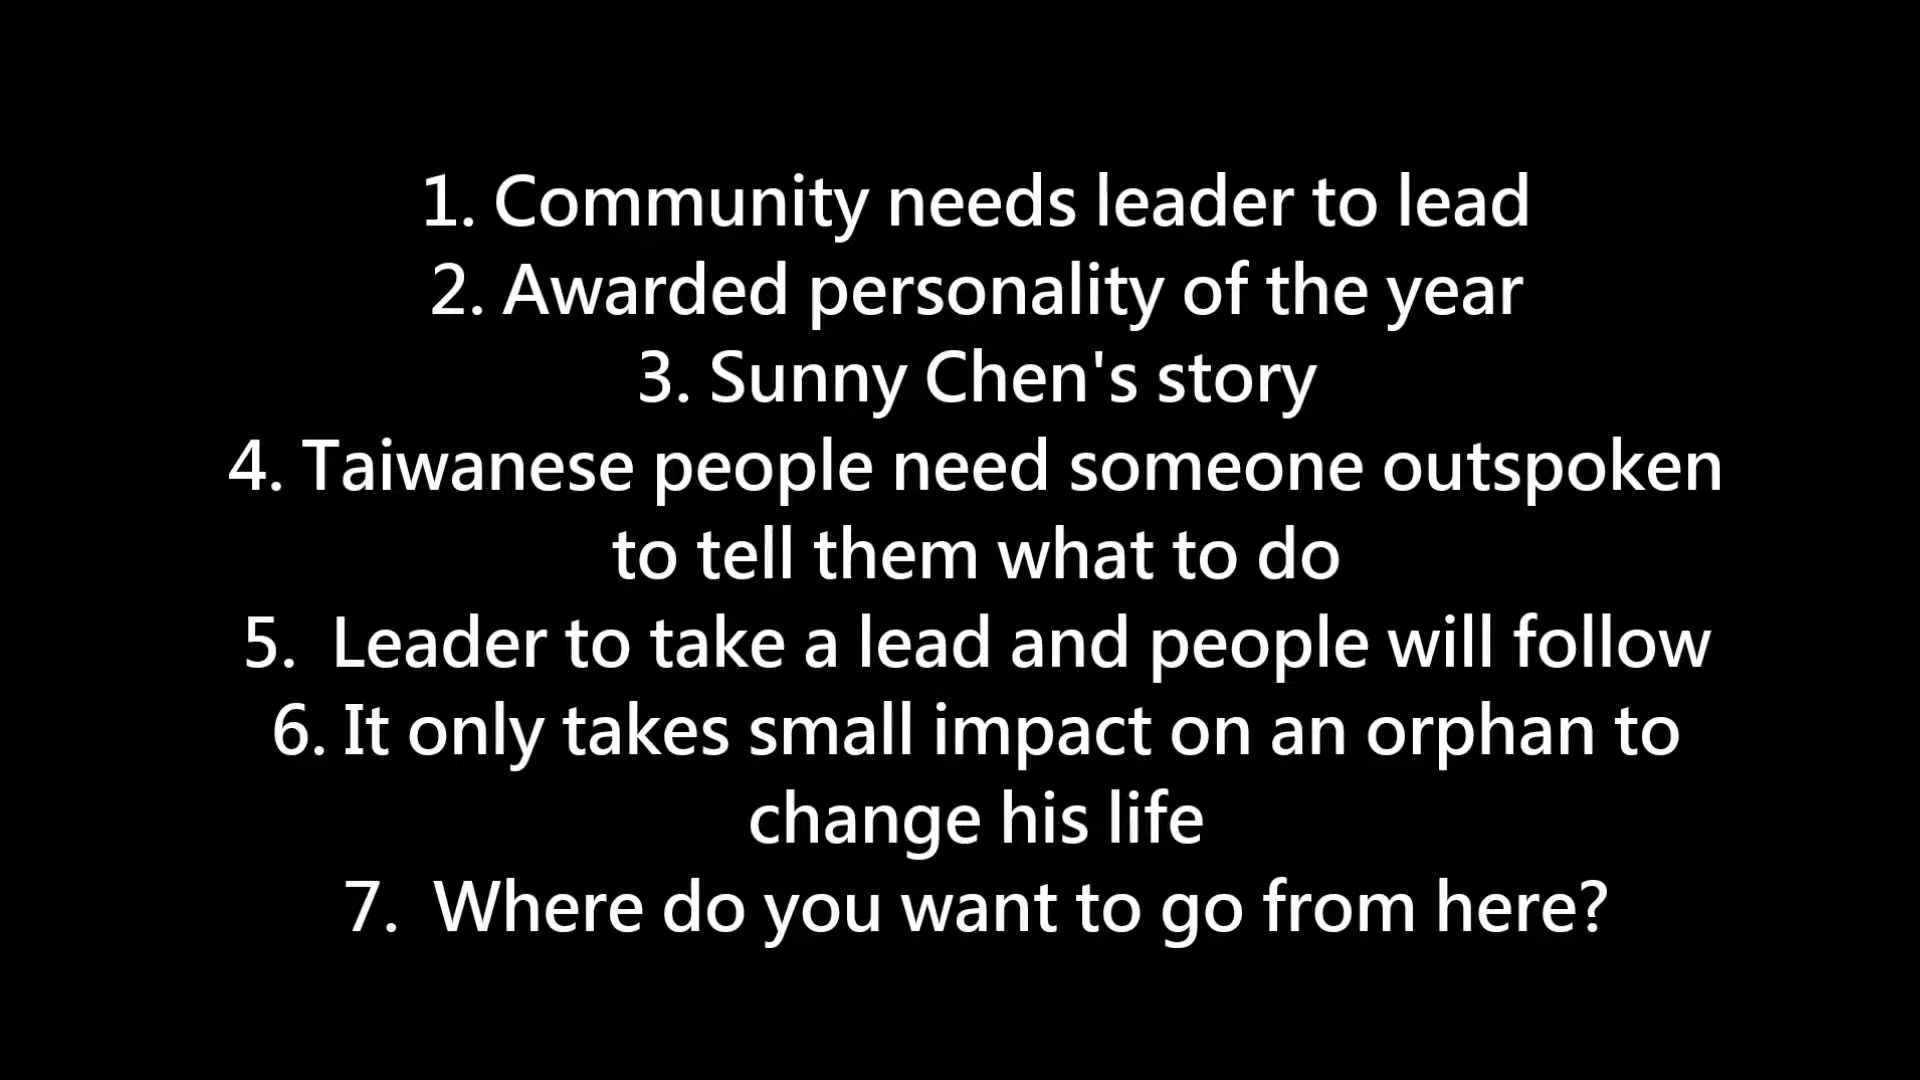 1. Community needs leader to lead
2. Awarded personality of the year
3. Sunny Chen's story
4. Taiwanese people need someone outspoken
to tell them what to do
5.  Leader to take a lead and people will follow
6. It only takes small impact on an orphan to
change his life
7.  Where do you want to go from here?